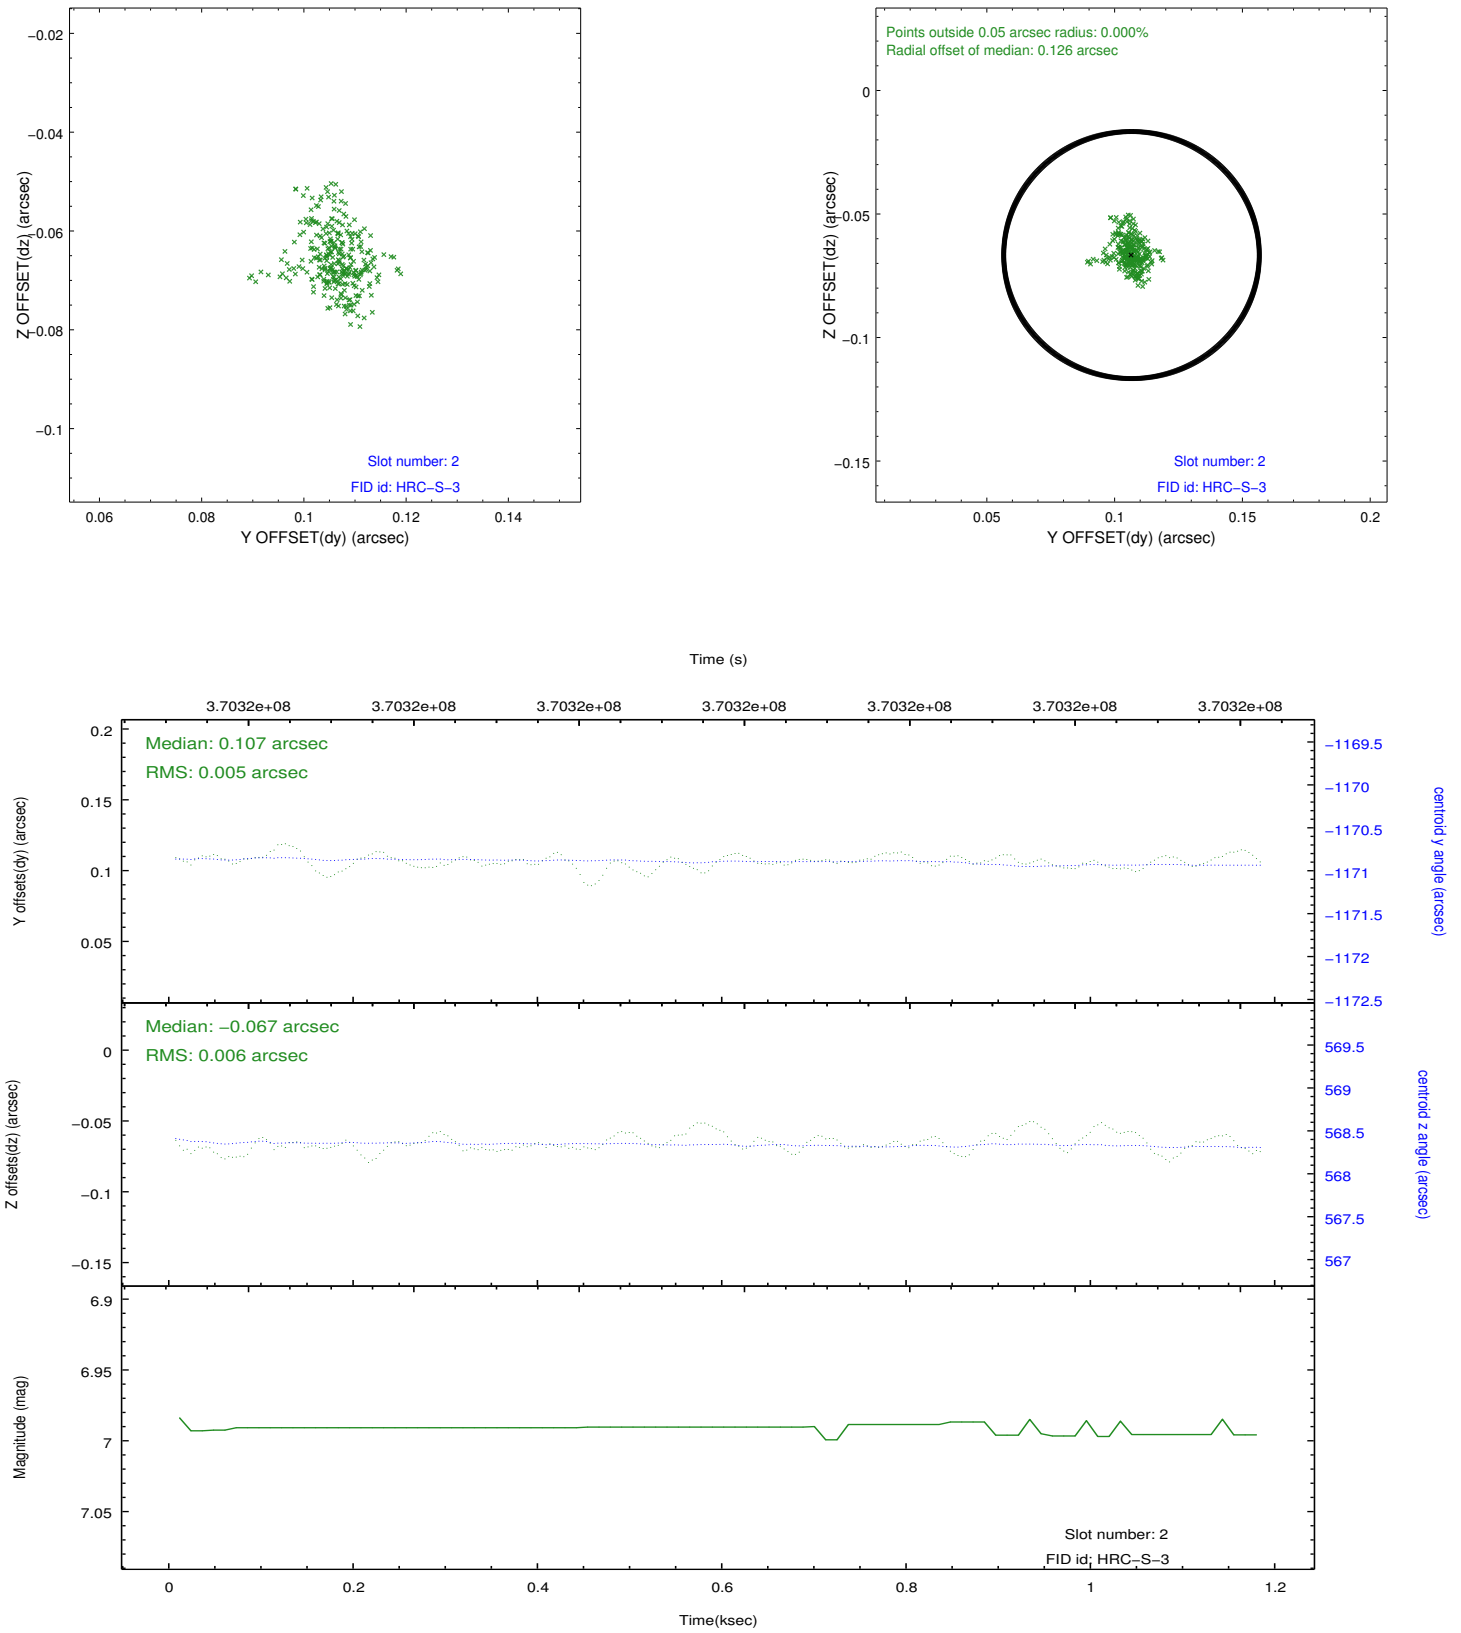 −0.02
−0.04
−0.06
−0.08
−0.1
Z OFFSET(dz) (arcsec)
Slot number: 2
FID id: HRC−S−3
0.06 0.08 0.1 0.12 0.14
Y OFFSET(dy) (arcsec)
Points outside 0.05 arcsec radius: 0.000%
Radial offset of median: 0.126 arcsec
0
−0.05
−0.1
−0.15
Z OFFSET(dz) (arcsec)
Slot number: 2
FID id: HRC−S−3
0.05 0.1 0.15 0.2
Y OFFSET(dy) (arcsec)
Time (s)
3.7032e+08 3.7032e+08 3.7032e+08 3.7032e+08 3.7032e+08 3.7032e+08 3.7032e+08
Median: 0.107 arcsec
RMS: 0.005 arcsec
0.2
0.15
0.1
0.05
Y offsets(dy) (arcsec)
−1169.5
−1170
−1170.5
−1171
−1171.5
−1172
−1172.5
centroid y angle (arcsec)
Median: −0.067 arcsec
RMS: 0.006 arcsec
0
−0.05
−0.1
−0.15
Z offsets(dz) (arcsec)
569.5
569
568.5
568
567.5
567
centroid z angle (arcsec)
6.9
6.95
7
7.05
Magnitude (mag)
Slot number: 2
FID id: HRC−S−3
0 0.2 0.4 0.6 0.8 1 1.2
Time(ksec)